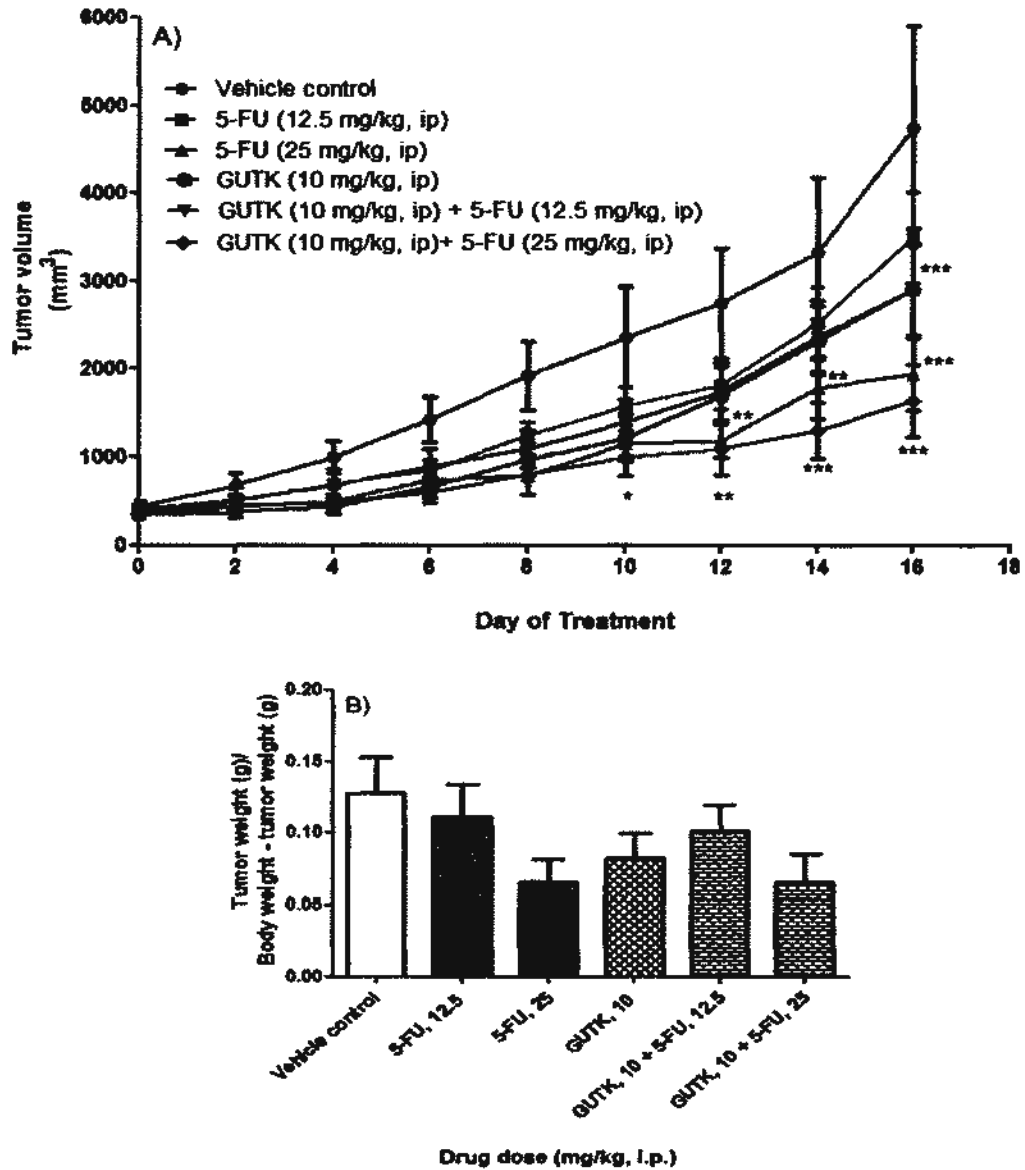 6000
A)
Vehicle control
5000
5-FU (12.5 mg/kg, ip)
5-FU (25 mg/kg, ip)
GUTK (10 mg/kg, ip)
4000
GUTK (10 mg/kg, ip) + 5-FU (12.5 mg/kg, ip)
GUTK (10 mg/kg, ip)+ 5-FU (25 mg/kg, ip)
Tumor volume
(mm3)
3000
***
2000
***
**
**
1000
***
***
*
**
0
0 2 4 6 8 10 12 14 16 18
Day of Treatment
0.20
B)
Tumor weight (g)/
Body weight - tumor weight (g)
0.15
0.10
0.05
0.00
Vehicle control
5-FU, 12.5
5-FU, 25
GUTK, 10
GUTK, 10 + 5-FU, 12.5
GUTK, 10 + 5-FU, 25
Drug dose (mg/kg, i.p.)